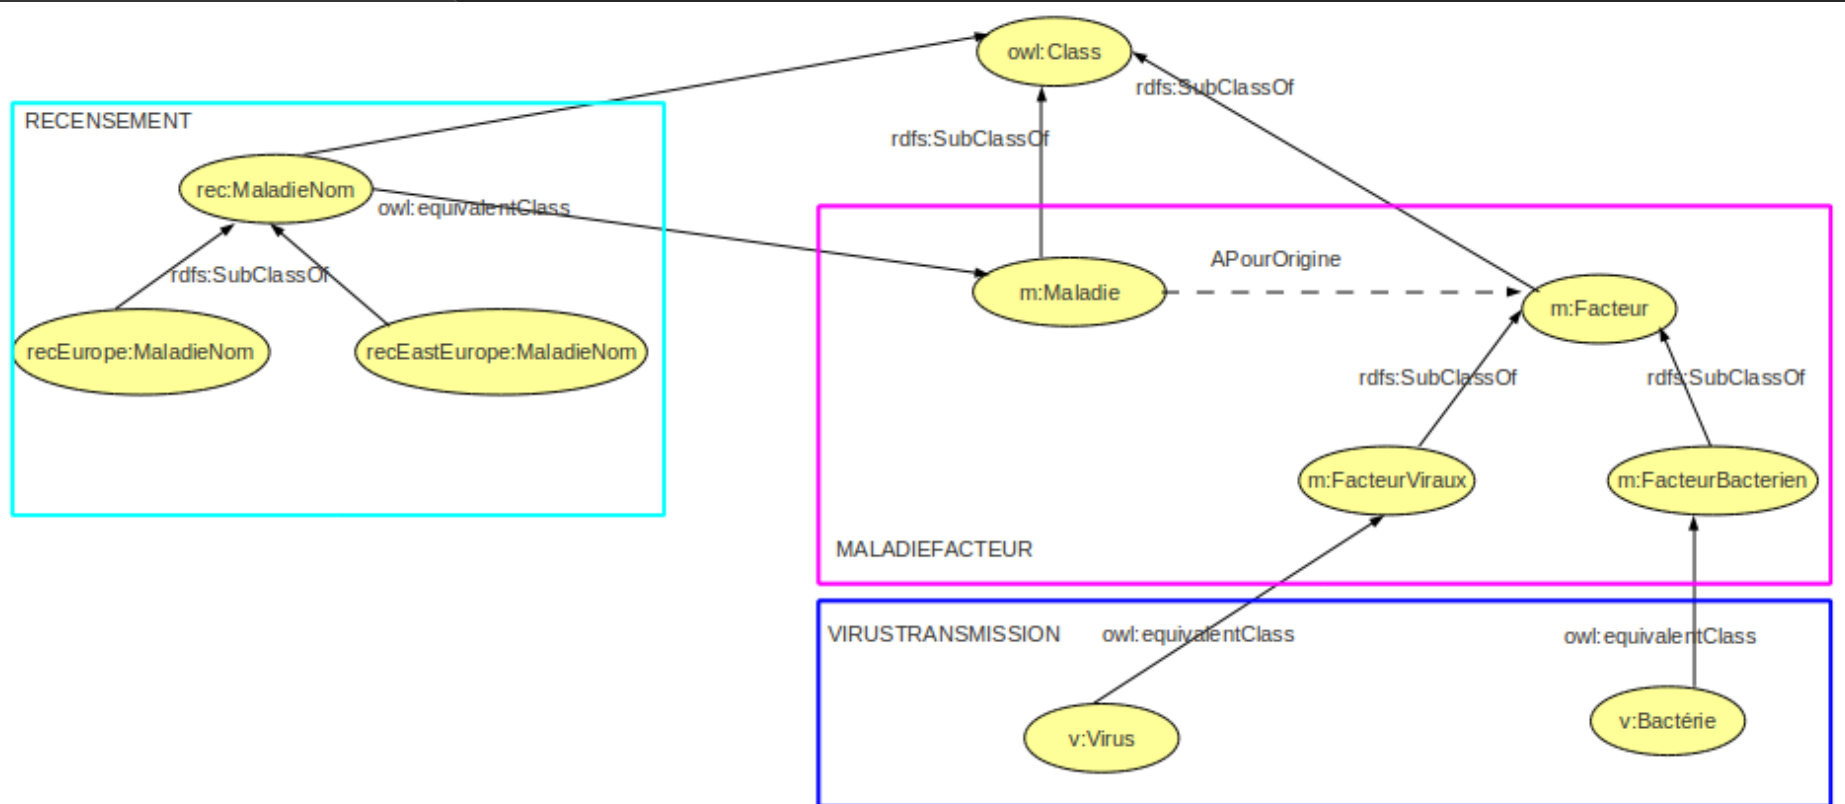 owl:Class
rdfs:SubClassOf
RECENSEMENT
rdfs:SubClassOf
rec:MaladieNom
owl:equivalentClass
APourOrigine
rdfs:SubClassOf
m:Maladie
m:Facteur
recEurope:MaladieNom
recEastEurope:MaladieNom
rdfs:SubClassOf
rdfs:SubClassOf
m:FacteurViraux
m:FacteurBacterien
MALADIEFACTEUR
VIRUSTRANSMISSION
owl:equivalentClass
owl:equivalentClass
v:Virus
v:Bactérie